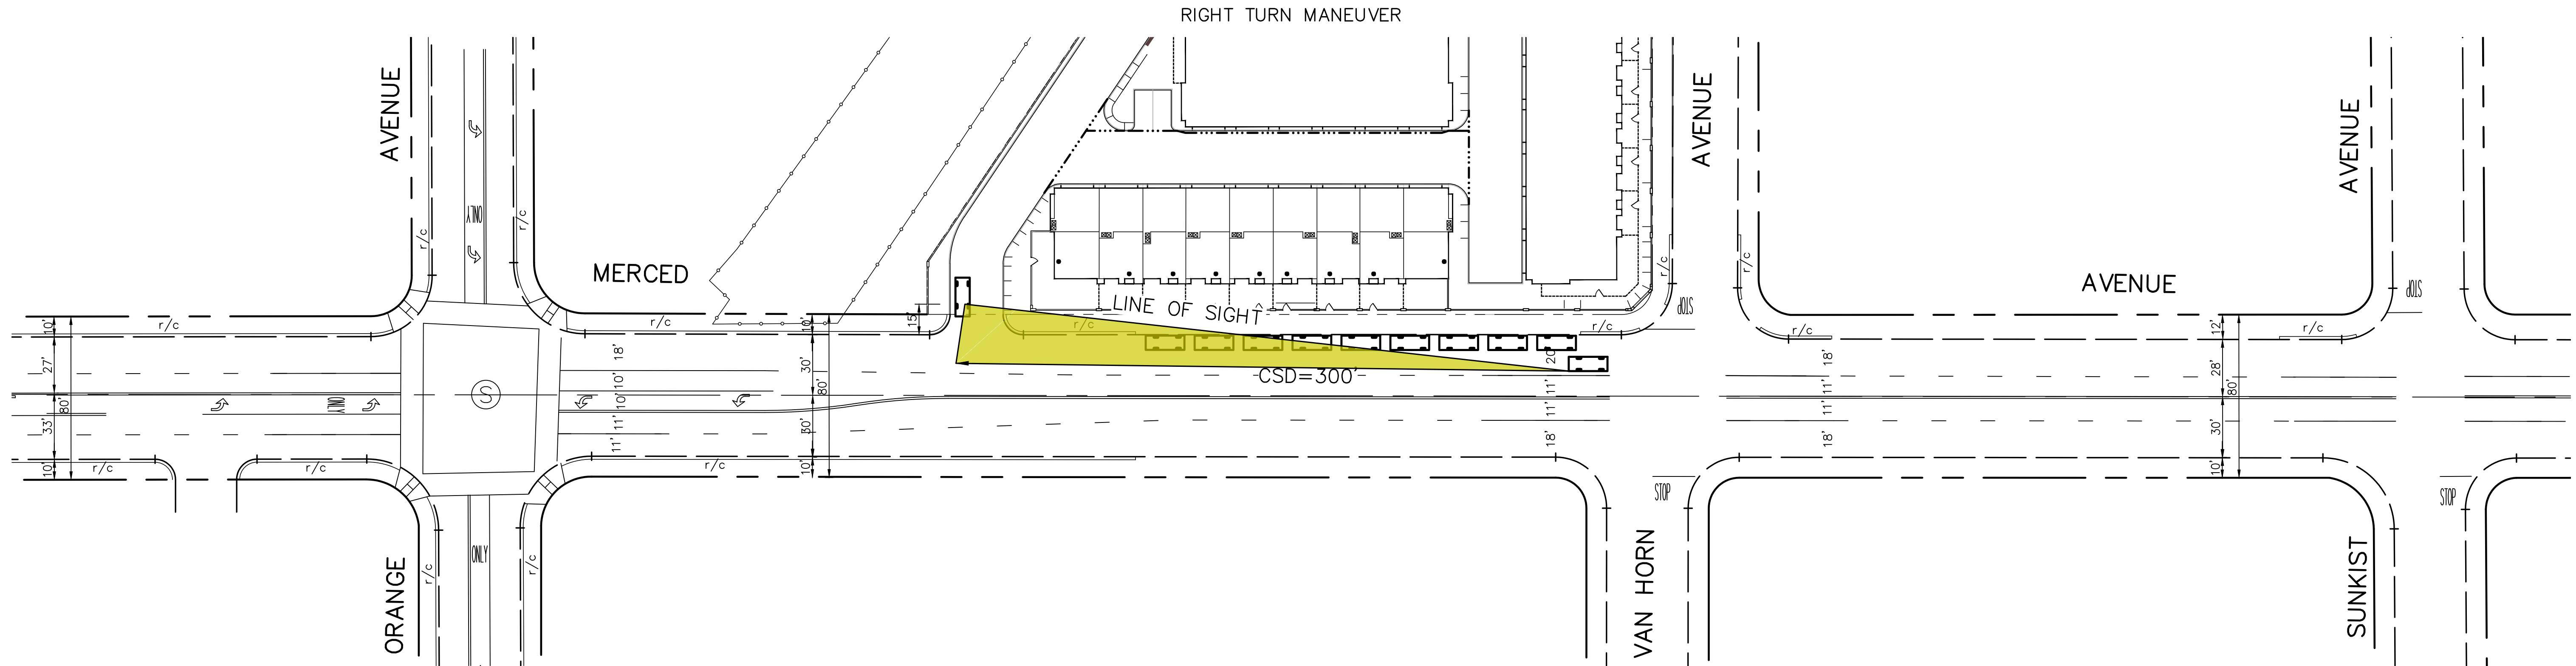 RIGHT TURN MANEUVER
AVENUE
AVENUE
AVENUE
ONLY
r/c
r/c
MERCED
AVENUE
r/c
r/c
STOP
STOP
LINE OF SIGHT
10'
r/c
r/c
15'
10'
r/c
r/c
r/c
r/c
12'
27'
18'
30'
20'
18'
28'
80'
10'
80'
CSD=300'
11'
11'
80'
S
ONLY
10'
11'
11'
33'
11'
30'
30'
11'
18'
18'
10'
r/c
r/c
10'
r/c
10'
STOP
STOP
ONLY
r/c
r/c
ORANGE
VAN HORN
SUNKIST